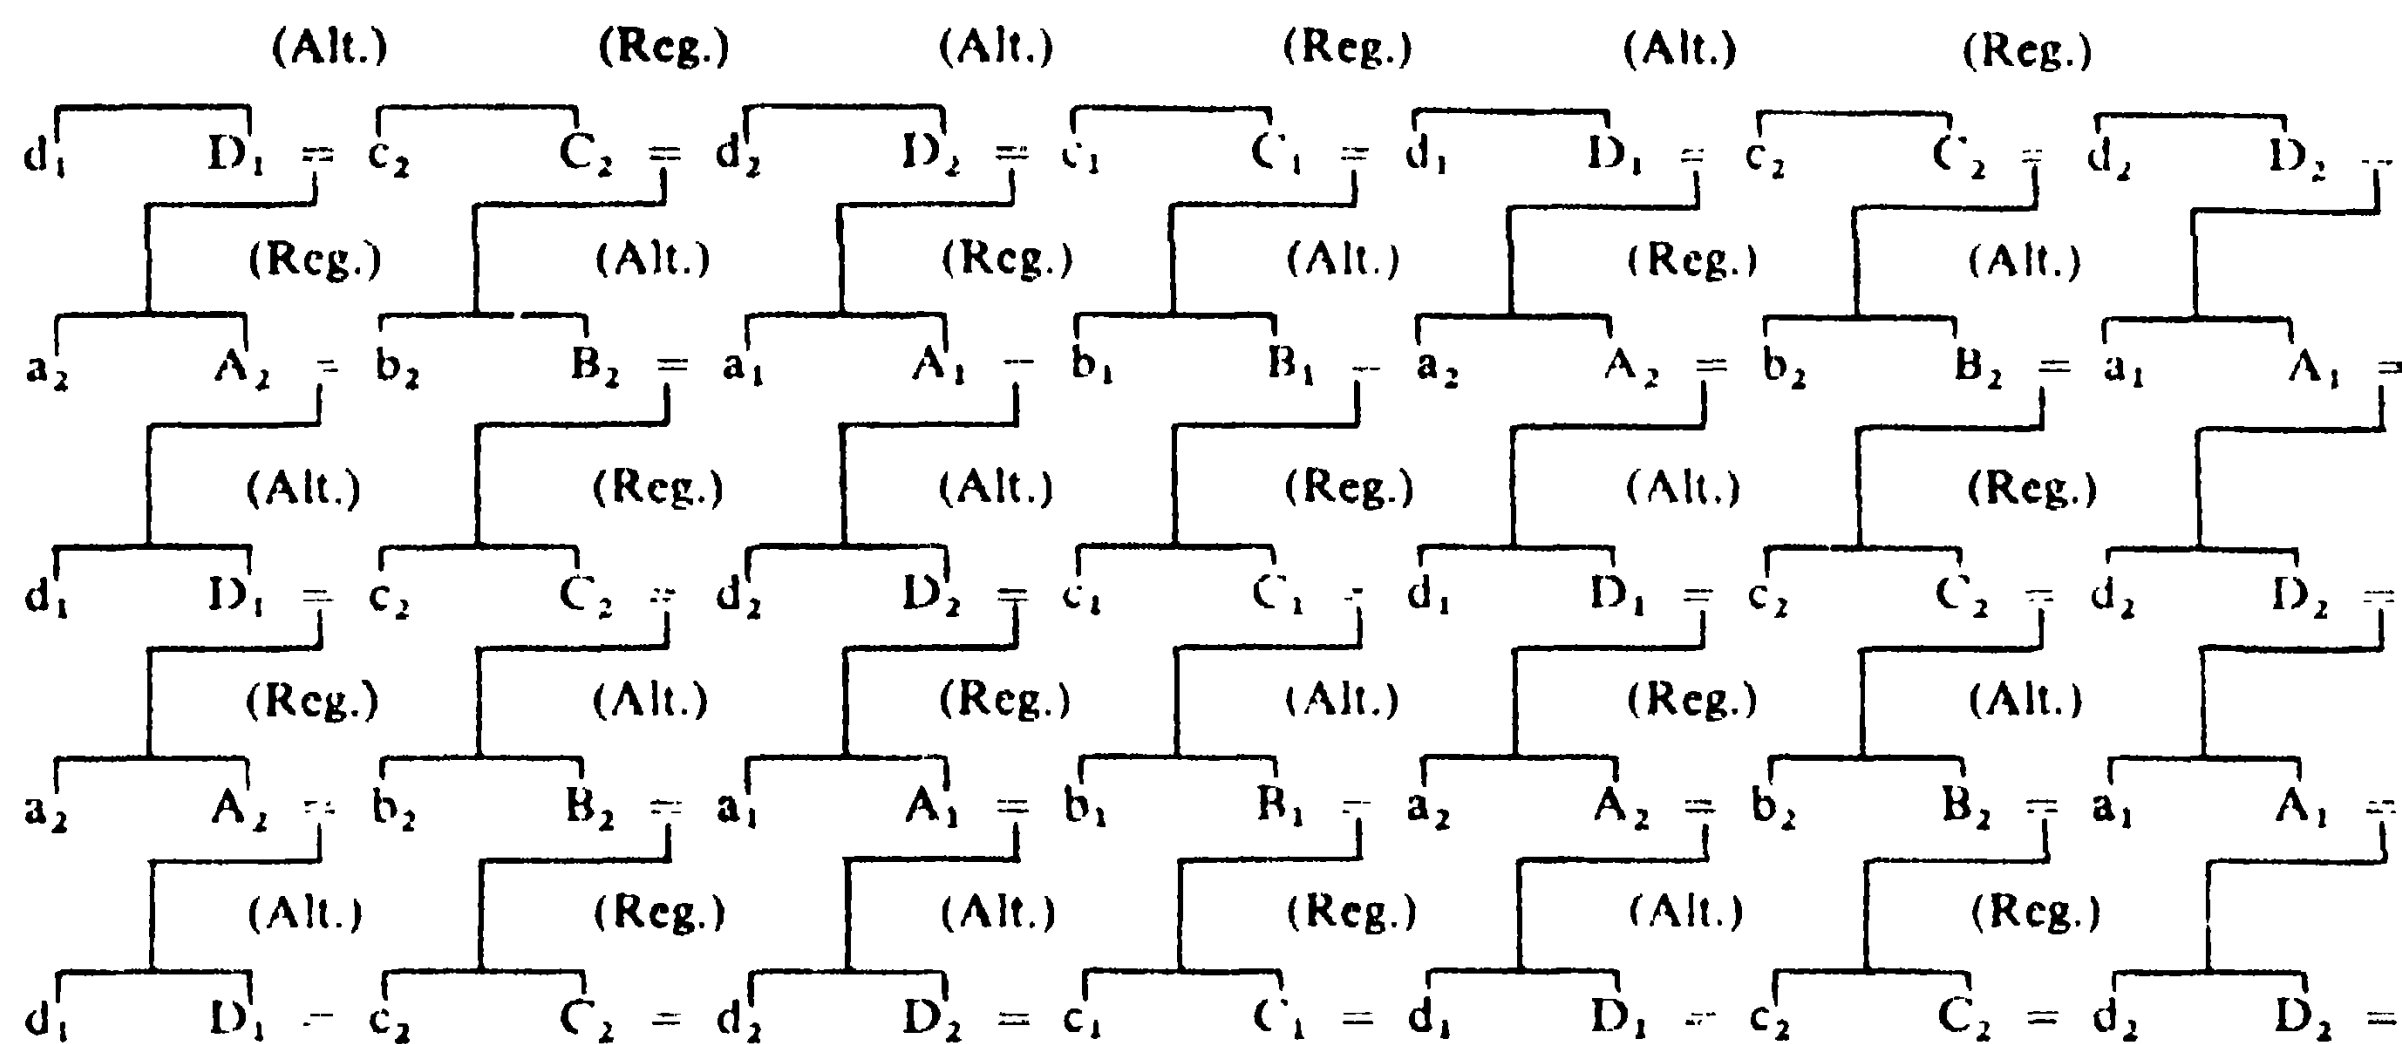 (Alt.) (Reg.) (Alt.) (Reg.) (Alt.) (Reg.)
d₁ D₁ = c₂ C₂ = d₂ D₂ = c₁ C₁ = d₁ D₁ = c₂ C₂ = d₂ D₂ =
(Reg.) (Alt.) (Reg.) (Alt.) (Reg.) (Alt.)
a₂ A₂ = b₂ B₂ = a₁ A₁ = b₁ B₁ = a₂ A₂ = b₂ B₂ = a₁ A₁ =
(Alt.) (Reg.) (Alt.) (Reg.) (Alt.) (Reg.)
d₁ D₁ = c₂ C₂ = d₂ D₂ = c₁ C₁ = d₁ D₁ = c₂ C₂ = d₂ D₂ =
(Reg.) (Alt.) (Reg.) (Alt.) (Reg.) (Alt.)
a₂ A₂ = b₂ B₂ = a₁ A₁ = b₁ B₁ = a₂ A₂ = b₂ B₂ = a₁ A₁ =
(Alt.) (Reg.) (Alt.) (Reg.) (Alt.) (Reg.)
d₁ D₁ = c₂ C₂ = d₂ D₂ = c₁ C₁ = d₁ D₁ = c₂ C₂ = d₂ D₂ =